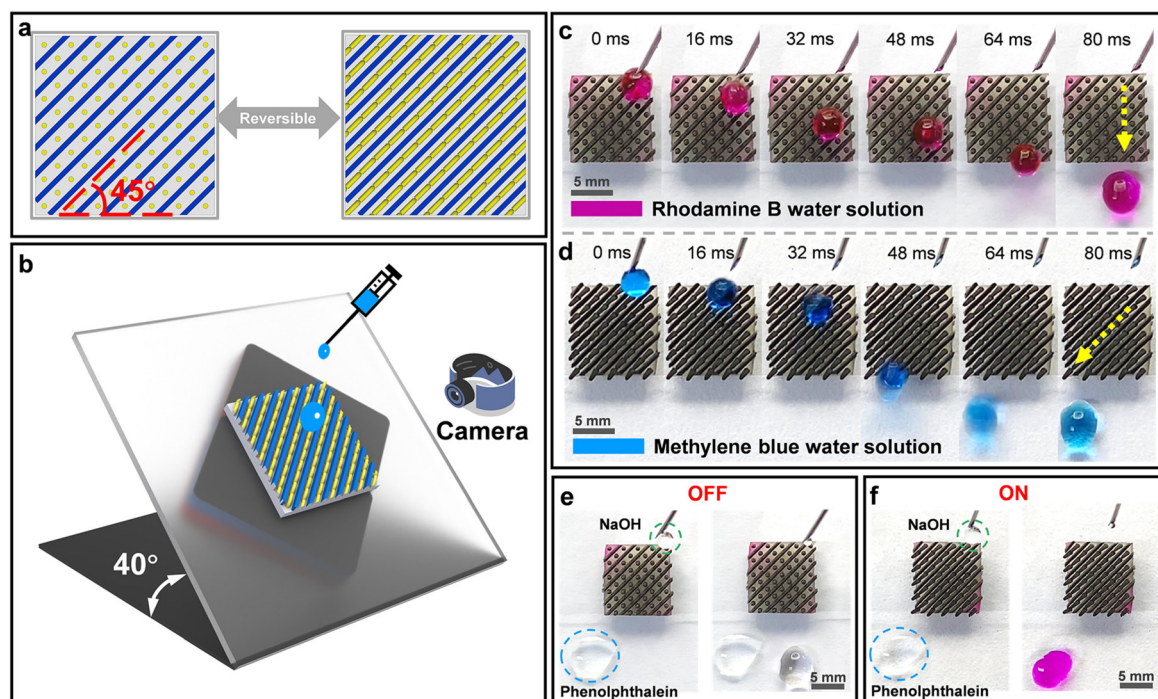 a
Reversible
45°
b
Camera
40°
c
0 ms 16 ms 32 ms 48 ms 64 ms 80 ms
5 mm
Rhodamine B water solution
d
0 ms 16 ms 32 ms 48 ms 64 ms 80 ms
5 mm
Methylene blue water solution
e
OFF
NaOH
Phenolphthalein
5 mm
f
ON
NaOH
Phenolphthalein
5 mm